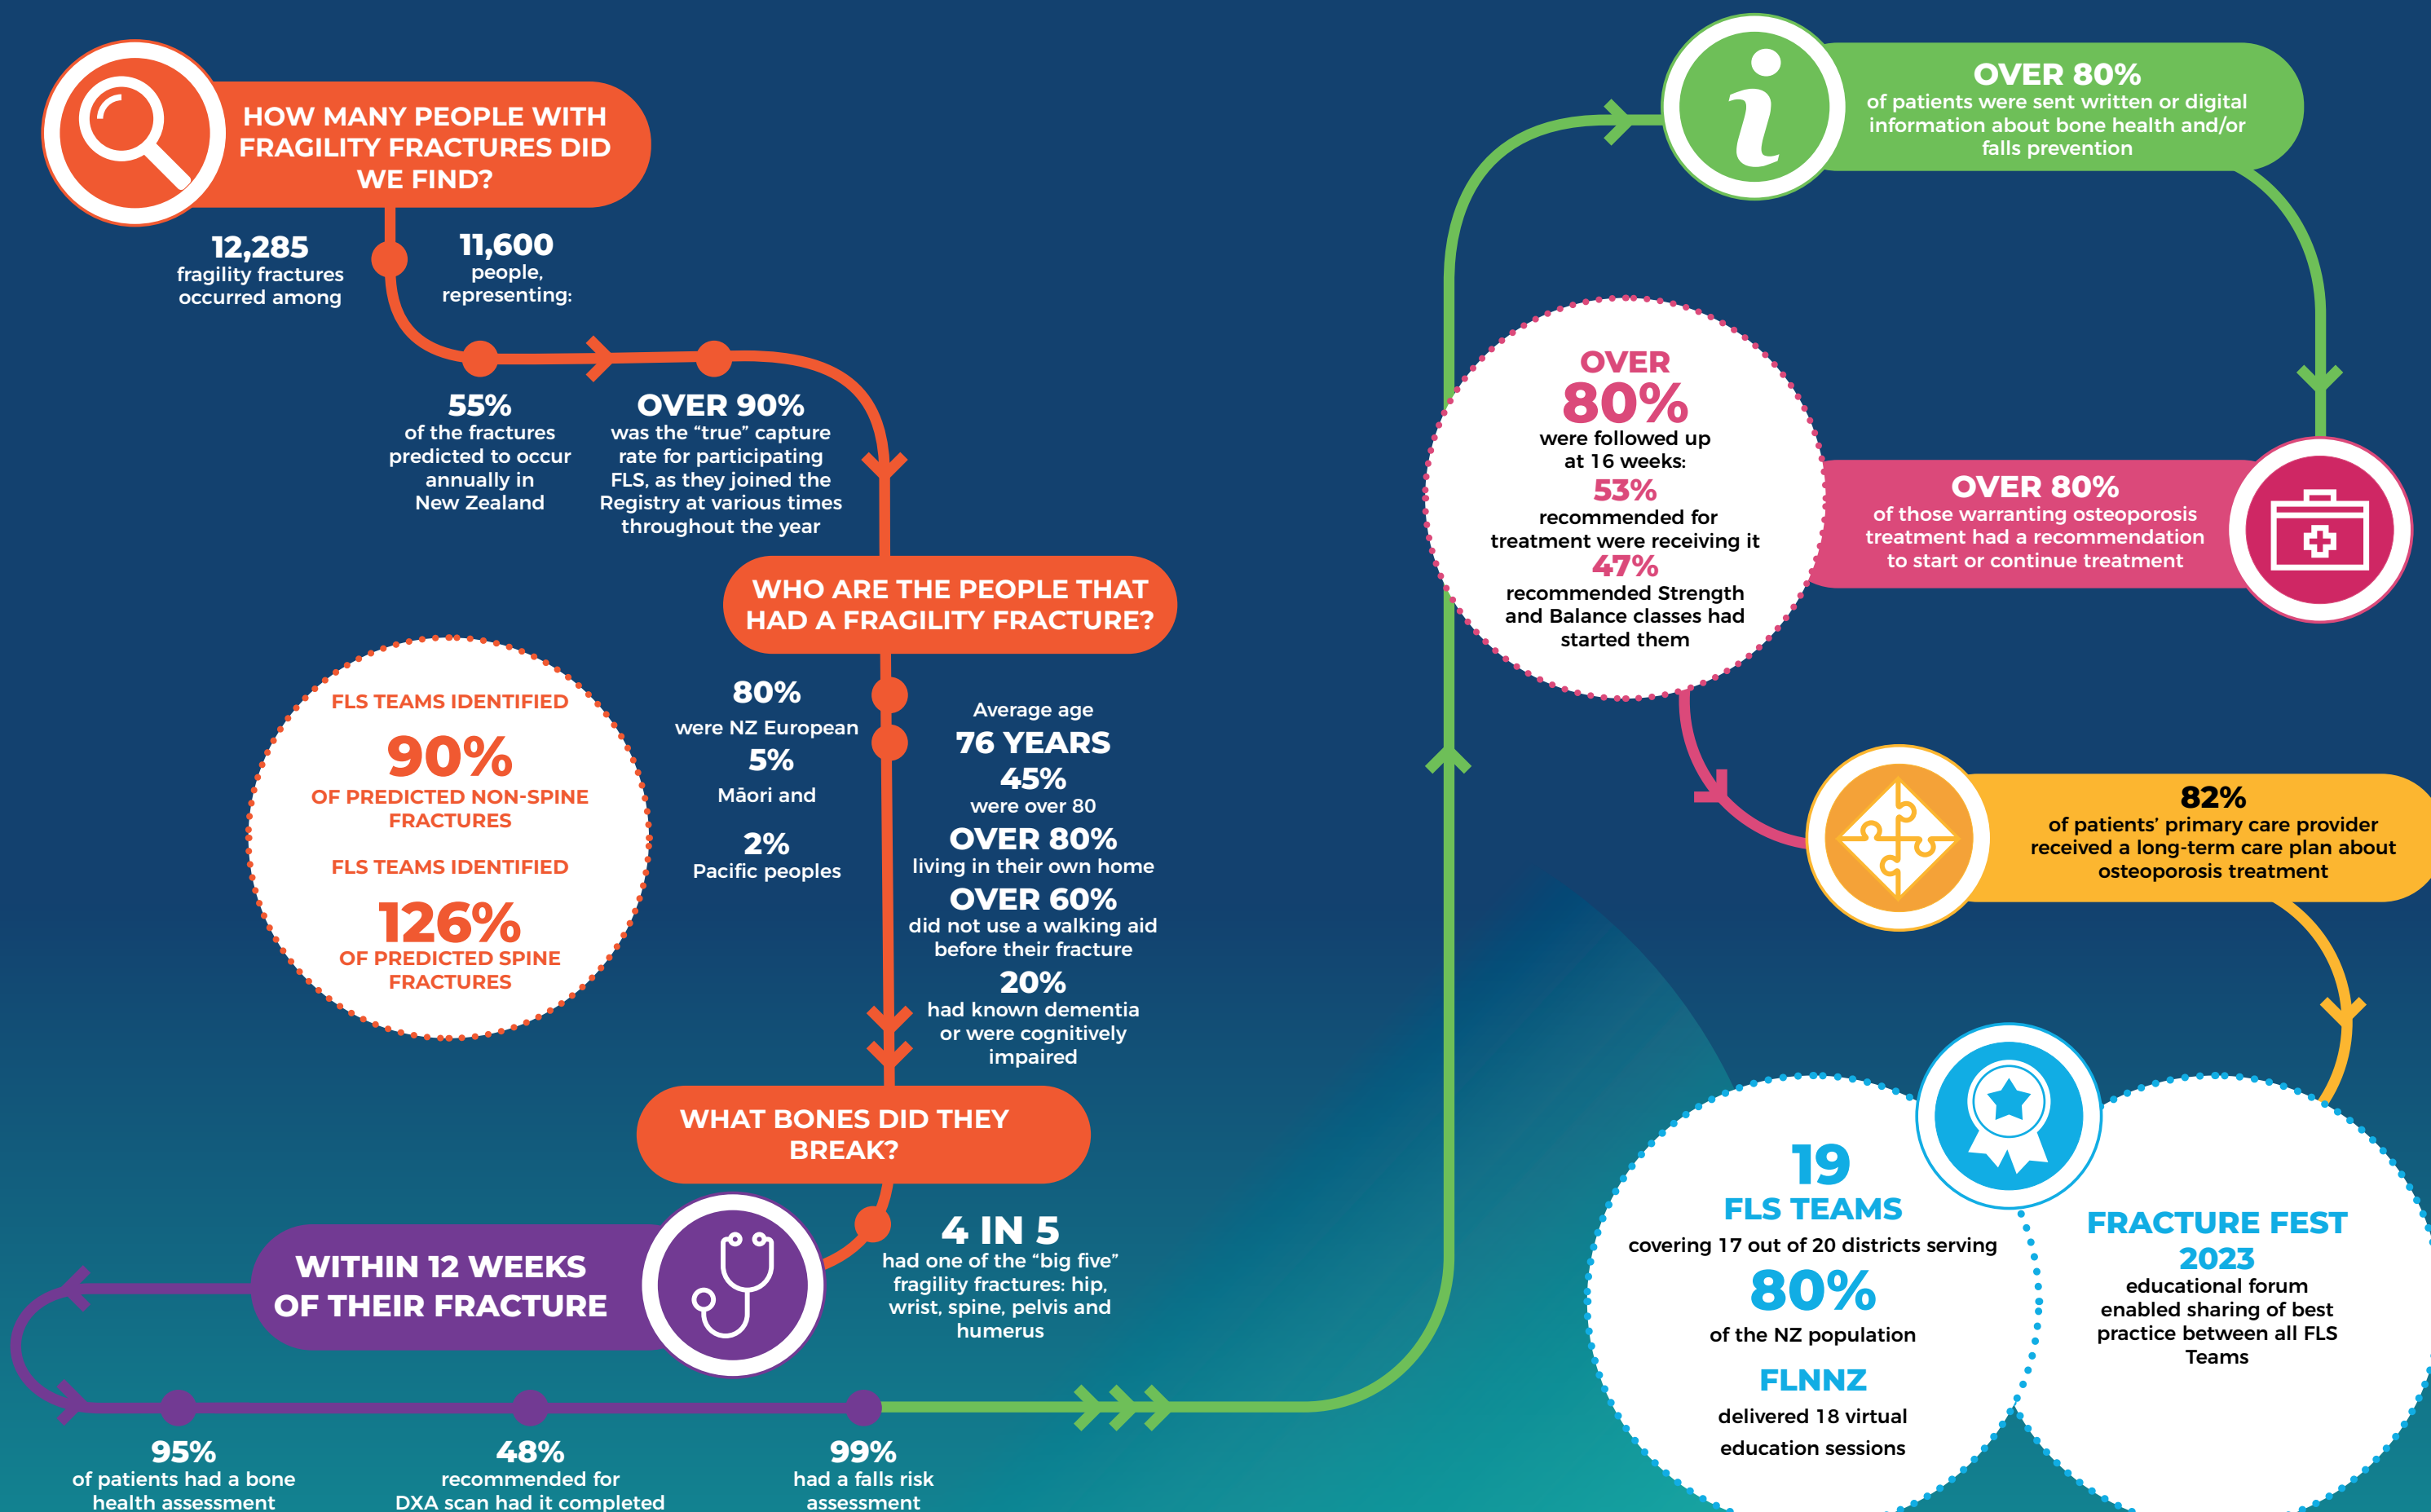 HOW MANY PEOPLE WITH
FRAGILITY FRACTURES DID
WE FIND?
12,285
fragility fractures
occurred among
11,600
people,
representing:
55%
of the fractures
predicted to occur
annually in
New Zealand
OVER 90%
was the “true” capture
rate for participating
FLS, as they joined the
Registry at various times
throughout the year
WHO ARE THE PEOPLE THAT
HAD A FRAGILITY FRACTURE?
FLS TEAMS IDENTIFIED
90%
OF PREDICTED NON-SPINE
FRACTURES
FLS TEAMS IDENTIFIED
126%
OF PREDICTED SPINE
FRACTURES
80%
were NZ European
5%
Māori and
2%
Pacific peoples
Average age
76 YEARS
45%
were over 80
OVER 80%
living in their own home
OVER 60%
did not use a walking aid
before their fracture
20%
had known dementia
or were cognitively
impaired
WHAT BONES DID THEY
BREAK?
4 IN 5
had one of the “big five”
fragility fractures: hip,
wrist, spine, pelvis and
humerus
WITHIN 12 WEEKS
OF THEIR FRACTURE
95%
of patients had a bone
health assessment
48%
recommended for
DXA scan had it completed
99%
had a falls risk
assessment
i
OVER 80%
of patients were sent written or digital
information about bone health and/or
falls prevention
OVER 80%
of those warranting osteoporosis
treatment had a recommendation
to start or continue treatment
OVER
80%
were followed up
at 16 weeks:
53%
recommended for
treatment were receiving it
47%
recommended Strength
and Balance classes had
started them
82%
of patients’ primary care provider
received a long-term care plan about
osteoporosis treatment
19
FLS TEAMS
covering 17 out of 20 districts serving
80%
of the NZ population
FLNNZ
delivered 18 virtual
education sessions
FRACTURE FEST
2023
educational forum
enabled sharing of best
practice between all FLS
Teams